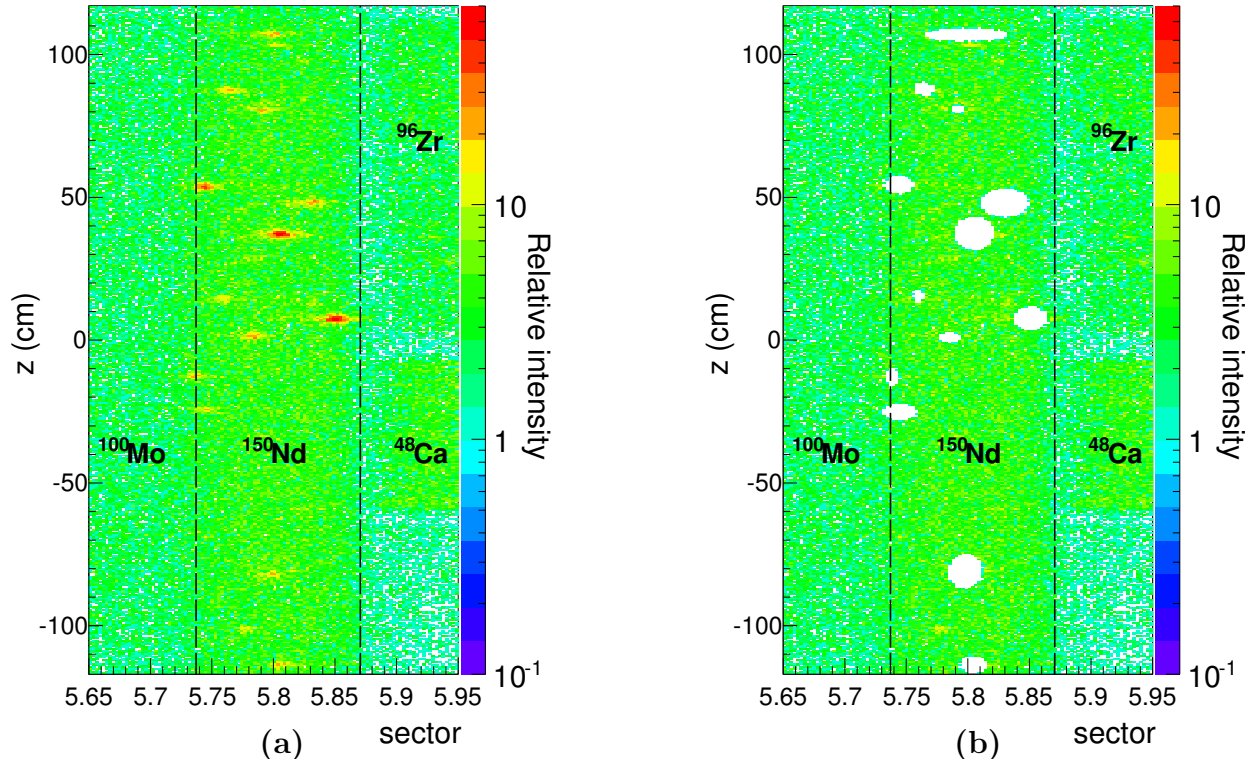 100
50
0
-50
-100
z (cm)
5.65 5.7 5.75 5.8 5.85 5.9 5.95
sector
⁹⁶Zr
¹⁰⁰Mo
¹⁵⁰Nd
⁴⁸Ca
10
1
10⁻¹
Relative intensity
(a)
100
50
0
-50
-100
z (cm)
5.65 5.7 5.75 5.8 5.85 5.9 5.95
sector
⁹⁶Zr
¹⁰⁰Mo
¹⁵⁰Nd
⁴⁸Ca
10
1
10⁻¹
Relative intensity
(b)